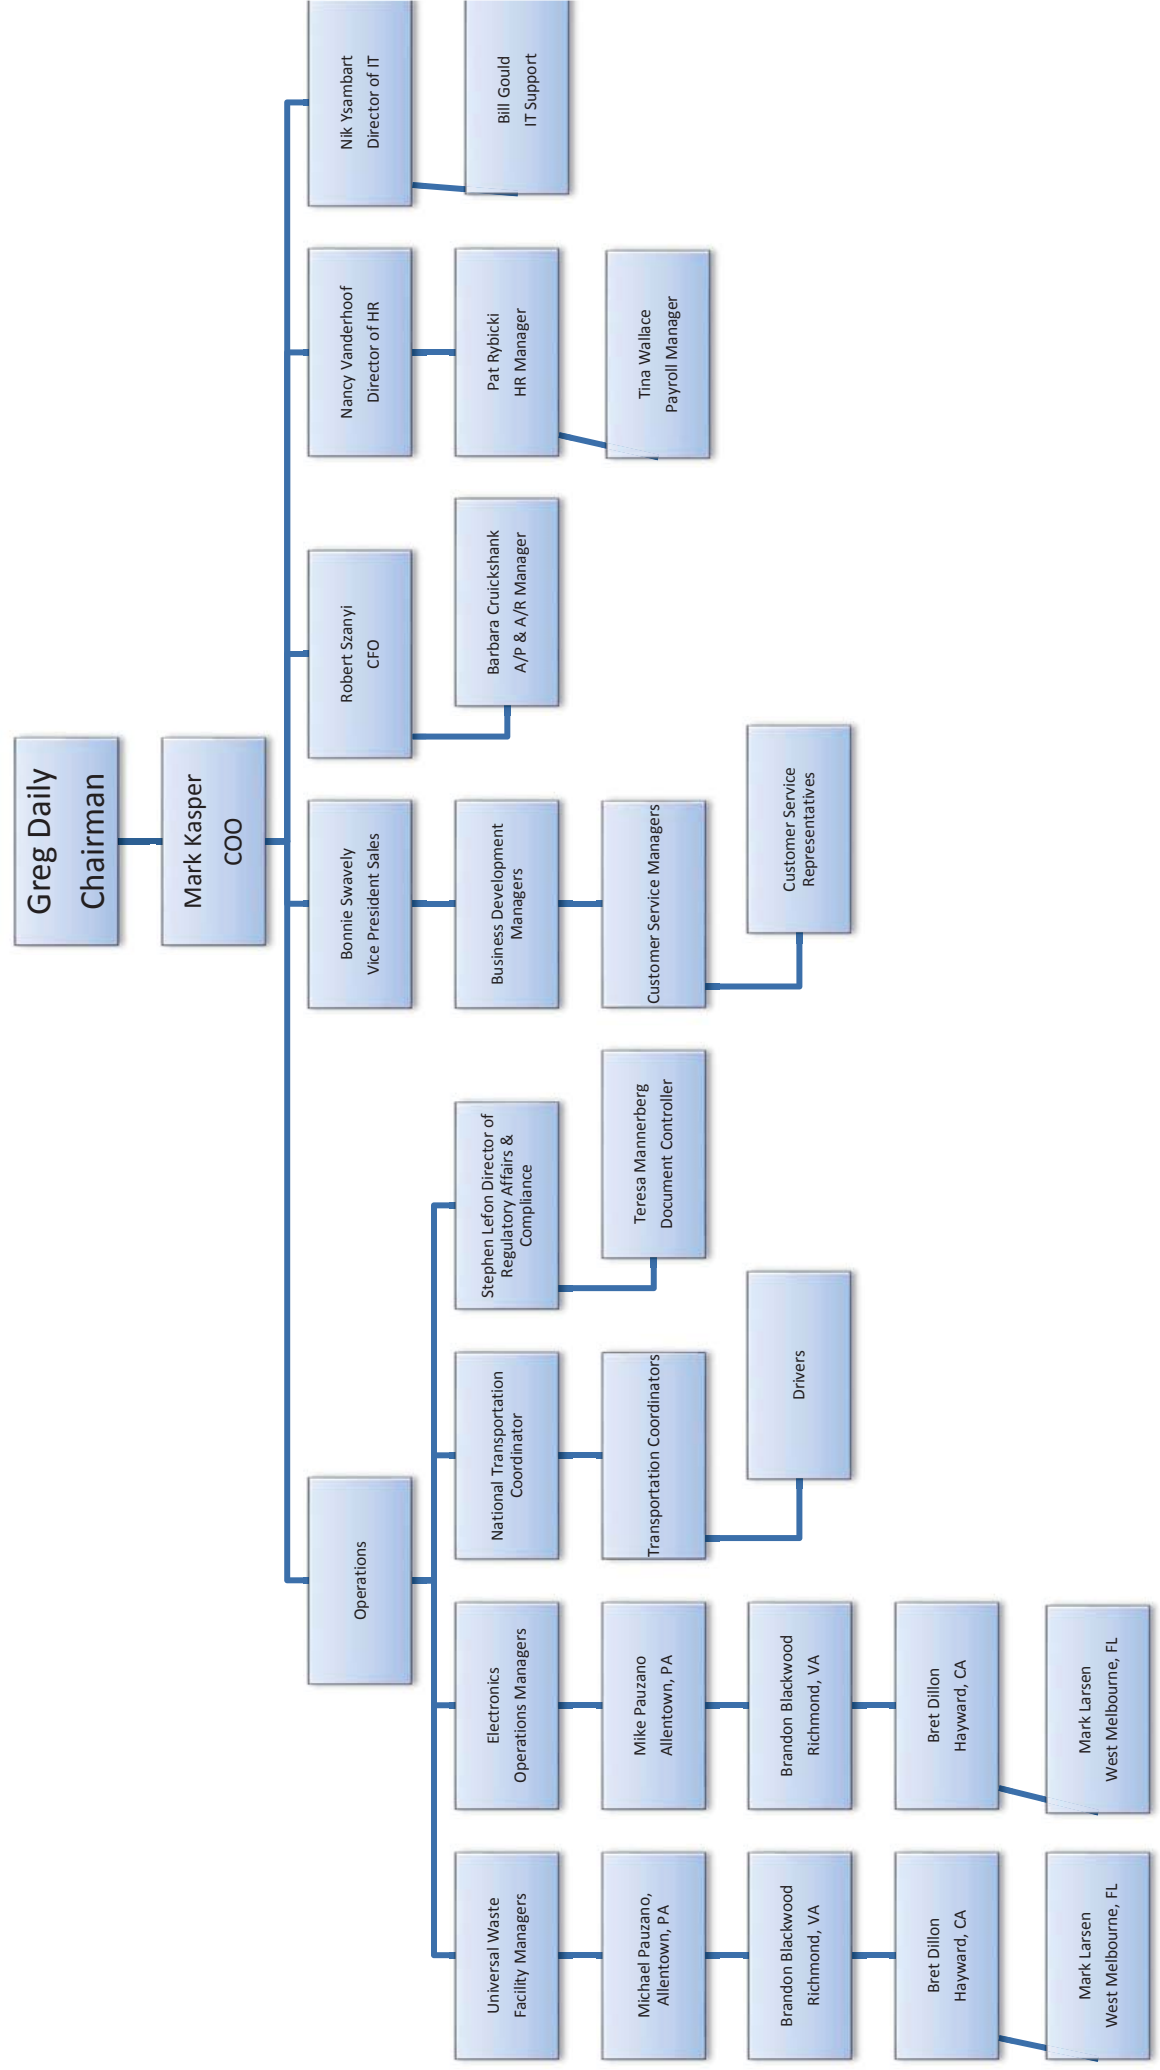 Greg Daily
Chairman
Mark Kasper
COO
Operations
Bonnie Swavely
Vice President Sales
Robert Szanyi
CFO
Nancy Vanderhoof
Director of HR
Nik Ysambart
Director of IT
Universal Waste
Facility Managers
Electronics
Operations Managers
National Transportation
Coordinator
Stephen Lefon Director of
Regulatory Affairs &
Compliance
Business Development
Managers
Barbara Cruickshank
A/P & A/R Manager
Pat Rybicki
HR Manager
Bill Gould
IT Support
Michael Pauzano,
Allentown, PA
Mike Pauzano
Allentown, PA
Transportation Coordinators
Teresa Mannerberg
Document Controller
Customer Service Managers
Tina Wallace
Payroll Manager
Brandon Blackwood
Richmond, VA
Brandon Blackwood
Richmond, VA
Drivers
Customer Service
Representatives
Bret Dillon
Hayward, CA
Bret Dillon
Hayward, CA
Mark Larsen
West Melbourne, FL
Mark Larsen
West Melbourne, FL